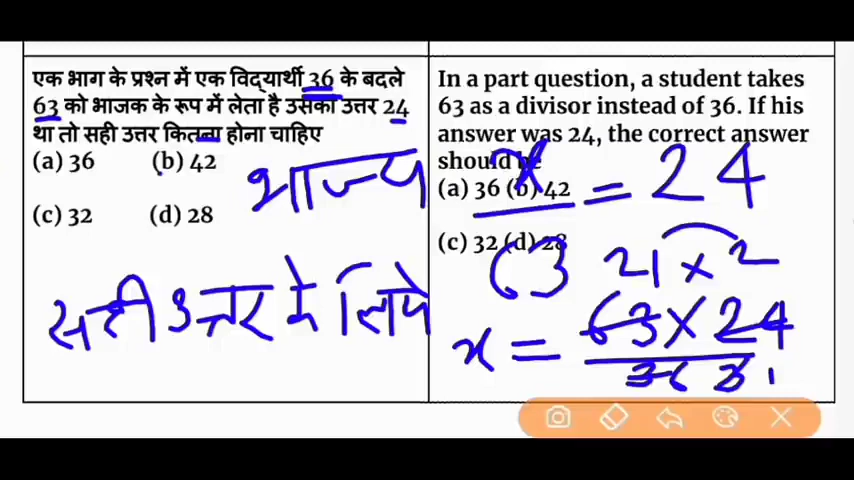 एक भाग के प्रश्न में एक विद्यार्थी 36 के बदले
63 को भाजक के रूप में लेता है उसका उत्तर 24
था तो सही उत्तर कितना होना चाहिए
(a) 36 (b) 42
(c) 32 (d) 28
भाज्य
सही उत्तर के लिये
In a part question, a student takes
63 as a divisor instead of 36. If his
answer was 24, the correct answer
should be
(a) 36 (b) 42
(c) 32 (d) 28
x = 24
63 21 × 2
x = 63 × 24
36 3 1